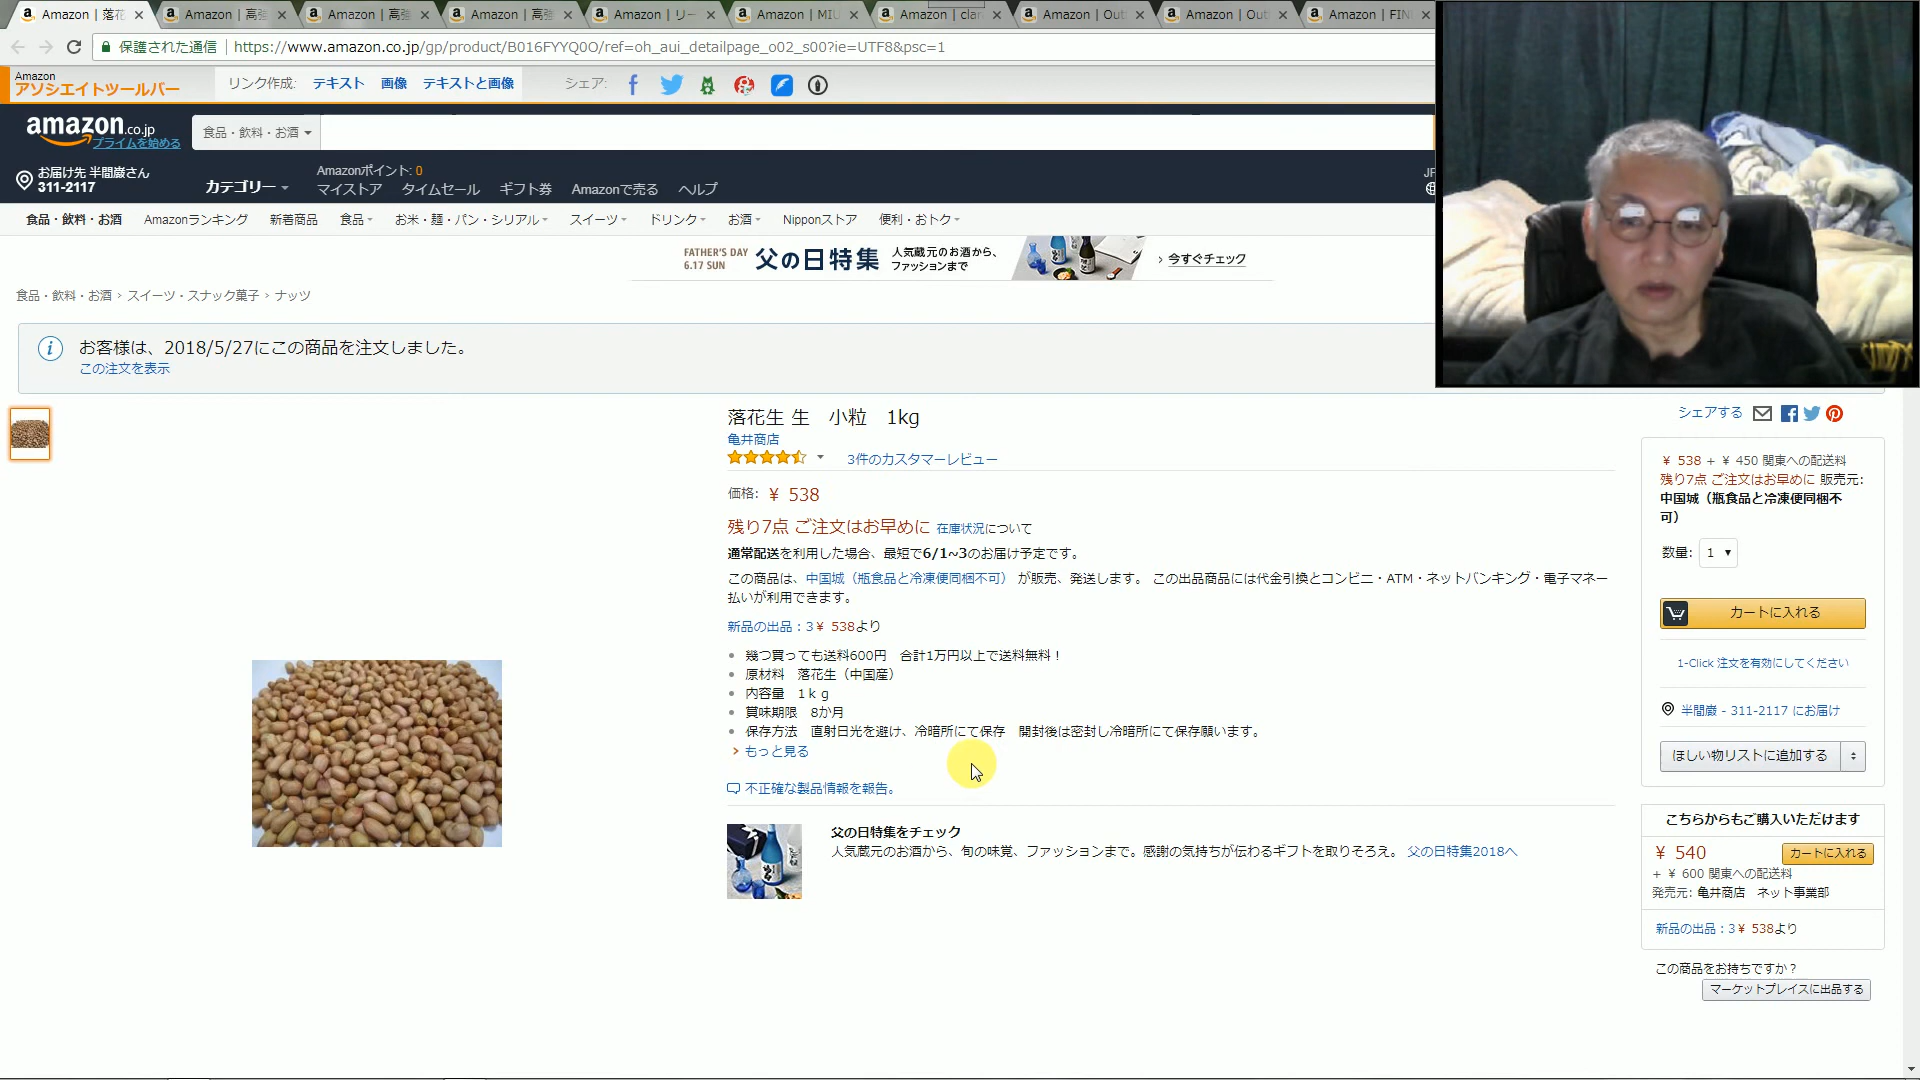 Amazon | 落花
Amazon | 高強
Amazon | 高強
Amazon | 高強
Amazon | リー
Amazon | MIU
Amazon | clar
Amazon | Out
Amazon | Out
Amazon | FIN
保護された通信 | https://www.amazon.co.jp/gp/product/B016FYYQ0O/ref=oh_aui_detailpage_o02_s00?ie=UTF8&psc=1
Amazon
アソシエイトツールバー
リンク作成: テキスト 画像 テキストと画像 シェア:
amazon.co.jp
プライムを始める
食品・飲料・お酒
お届け先 半間巌さん
311-2117
カテゴリー
Amazonポイント: 0
マイストア タイムセール ギフト券 Amazonで売る ヘルプ
食品・飲料・お酒 Amazonランキング 新着商品 食品 お米・麺・パン・シリアル スイーツ ドリンク お酒 Nipponストア 便利・おトク
FATHER'S DAY
6.17 SUN
父の日特集
人気蔵元のお酒から、
ファッションまで
› 今すぐチェック
食品・飲料・お酒 › スイーツ・スナック菓子 › ナッツ
お客様は、2018/5/27にこの商品を注文しました。
この注文を表示
落花生 生 小粒 1kg
亀井商店
3件のカスタマーレビュー
価格: ¥ 538
残り7点 ご注文はお早めに 在庫状況について
通常配送を利用した場合、最短で6/1~3のお届け予定です。
この商品は、中国城（瓶食品と冷凍便同梱不可） が販売、発送します。 この出品商品には代金引換とコンビニ・ATM・ネットバンキング・電子マネー
払いが利用できます。
新品の出品：3¥ 538より
幾つ買っても送料600円 合計1万円以上で送料無料！
原材料 落花生（中国産）
内容量 1ｋｇ
賞味期限 8か月
保存方法 直射日光を避け、冷暗所にて保存 開封後は密封し冷暗所にて保存願います。
› もっと見る
不正確な製品情報を報告。
父の日特集をチェック
人気蔵元のお酒から、旬の味覚、ファッションまで。感謝の気持ちが伝わるギフトを取りそろえ。 父の日特集2018へ
シェアする
¥ 538 + ¥ 450 関東への配送料
残り7点 ご注文はお早めに 販売元:
中国城（瓶食品と冷凍便同梱不
可）
数量: 1
カートに入れる
1-Click 注文を有効にしてください
半間巌 - 311-2117 にお届け
ほしい物リストに追加する
こちらからもご購入いただけます
¥ 540 カートに入れる
+ ¥ 600 関東への配送料
発売元: 亀井商店 ネット事業部
新品の出品：3¥ 538より
この商品をお持ちですか？
マーケットプレイスに出品する